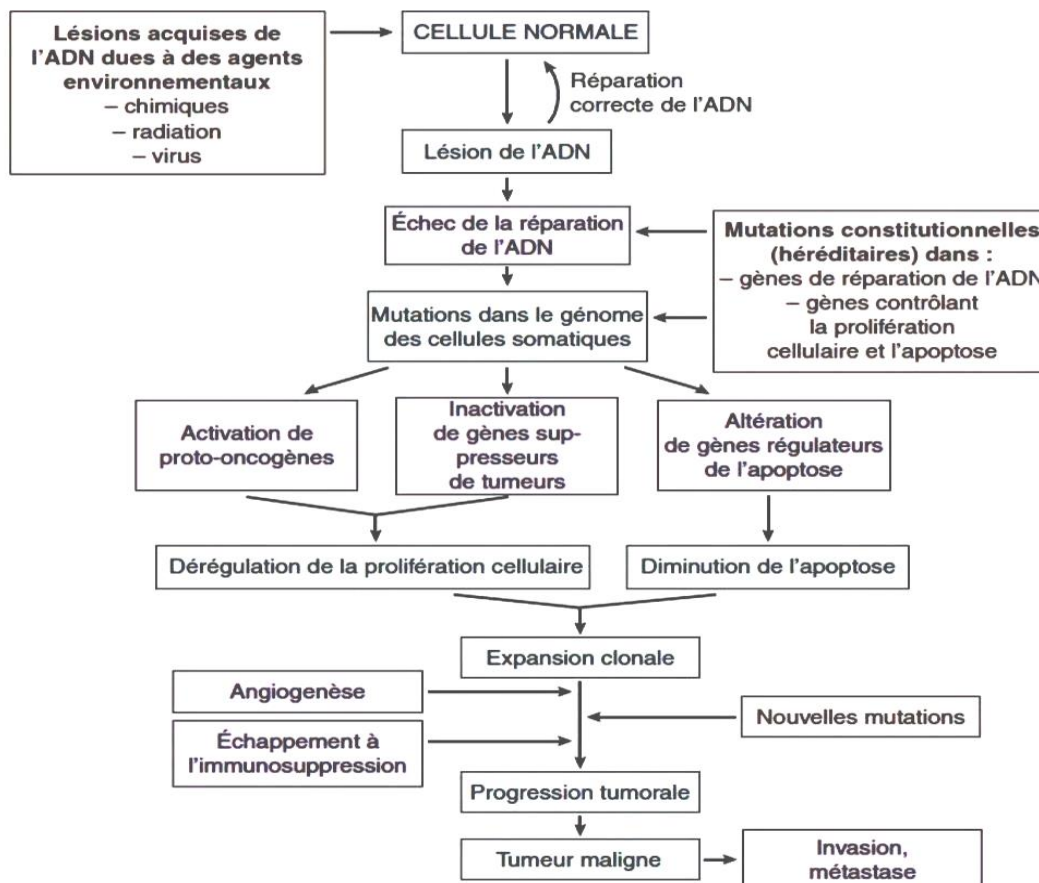 Lésions acquises de
l'ADN dues à des agents
environnementaux
– chimiques
– radiation
– virus
CELLULE NORMALE
Réparation
correcte de l'ADN
Lésion de l'ADN
Échec de la réparation
de l'ADN
Mutations constitutionnelles
(héréditaires) dans :
– gènes de réparation de l'ADN
– gènes contrôlant
la prolifération
cellulaire et l'apoptose
Mutations dans le génome
des cellules somatiques
Activation de
proto-oncogènes
Inactivation
de gènes sup-
presseurs
de tumeurs
Altération
de gènes régulateurs
de l'apoptose
Dérégulation de la prolifération cellulaire
Diminution de l'apoptose
Expansion clonale
Angiogenèse
Nouvelles mutations
Échappement à
l'immunosuppression
Progression tumorale
Tumeur maligne
Invasion,
métastase